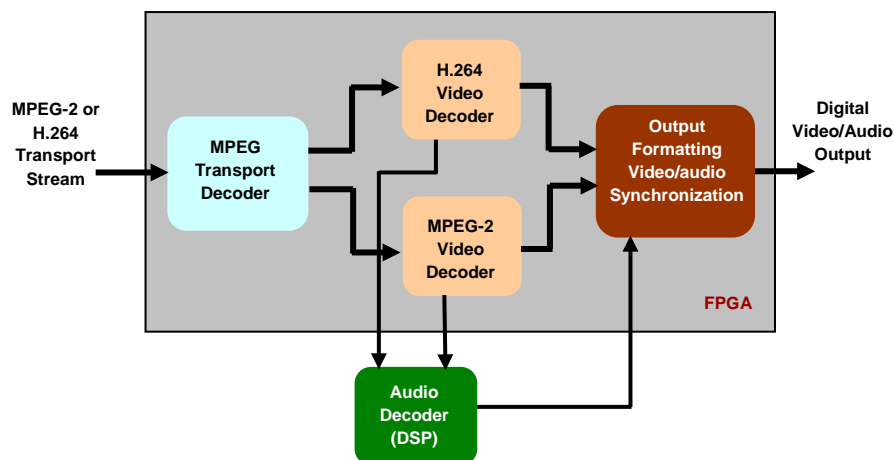 MPEG-2 or
H.264
Transport
Stream
MPEG
Transport
Decoder
H.264
Video
Decoder
MPEG-2
Video
Decoder
Output
Formatting
Video/audio
Synchronization
Digital
Video/Audio
Output
FPGA
Audio
Decoder
(DSP)